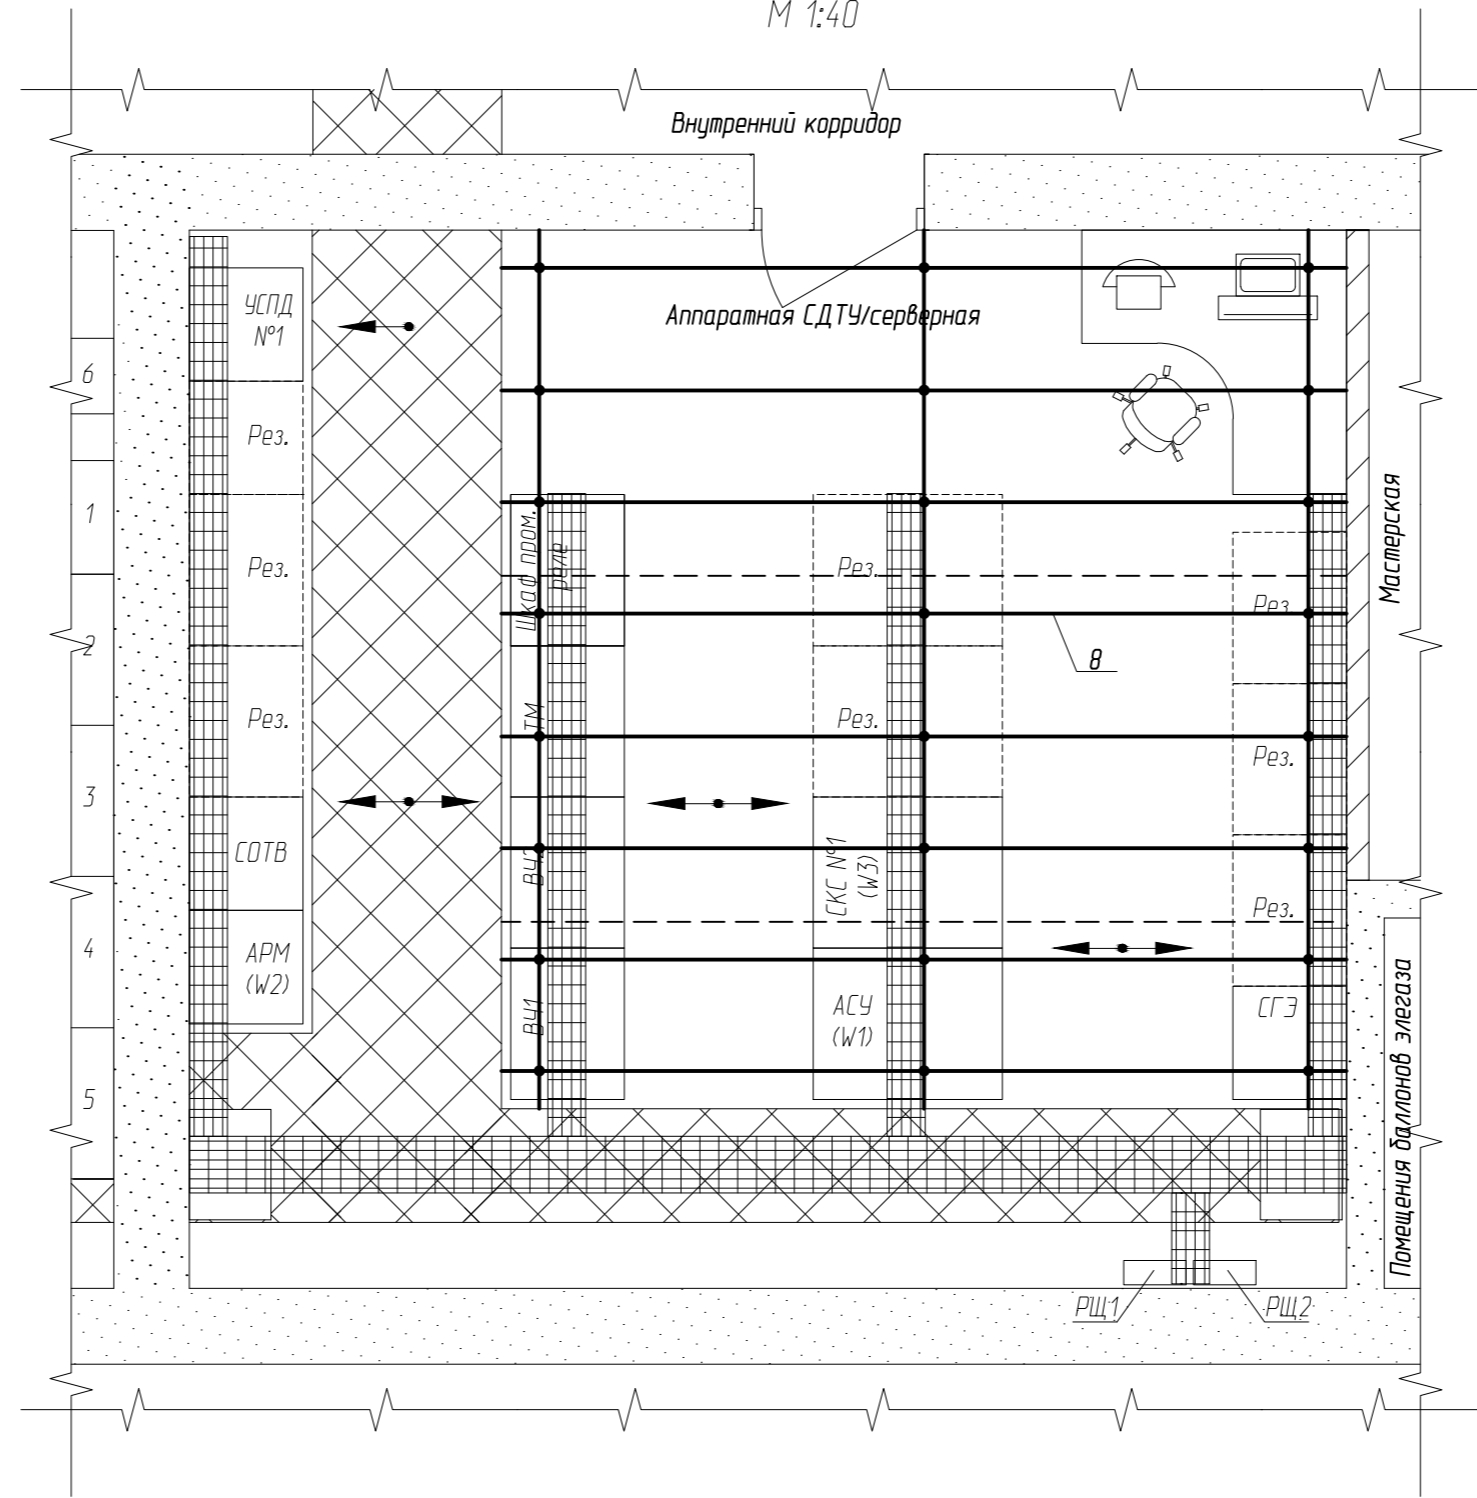 М 1:40
Внутренний корридор
Аппаратная СДТУ/серверная
УСПД
№1
Рез.
Рез.
Рез.
СОТВ
АРМ
(W2)
6
1
2
3
4
5
Шкаф пром.
реле
ТМ
ВЧ2
ВЧ1
Рез.
Рез.
СКС №1
(W3)
АСУ
(W1)
8
Рез.
Рез.
Рез.
СГЭ
Мастерская
Помещения баллонов элегаза
РЩ1
РЩ2